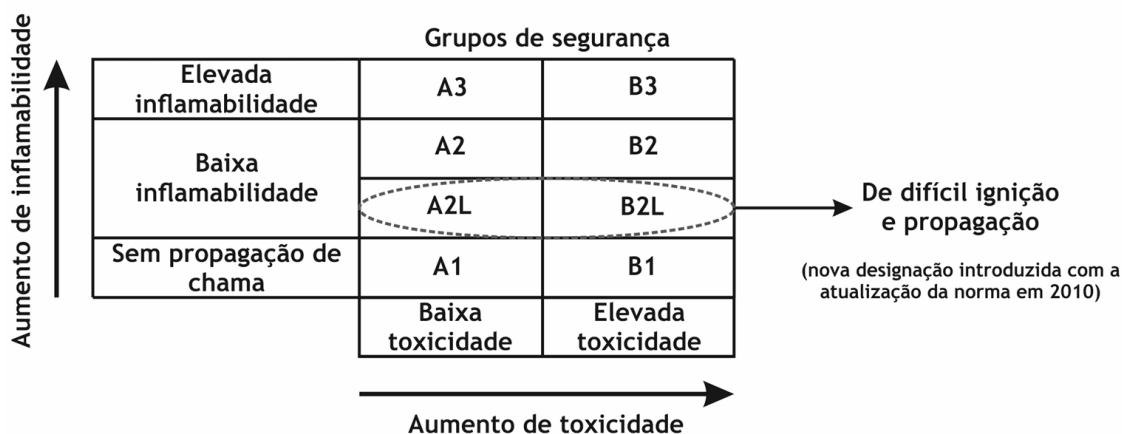 Grupos de segurança
Aumento de inflamabilidade
Elevada
inflamabilidade
A3
B3
Baixa
inflamabilidade
A2
B2
A2L
B2L
De difícil ignição
e propagação
(nova designação introduzida com a
atualização da norma em 2010)
Sem propagação de
chama
A1
B1
Baixa
toxicidade
Elevada
toxicidade
Aumento de toxicidade